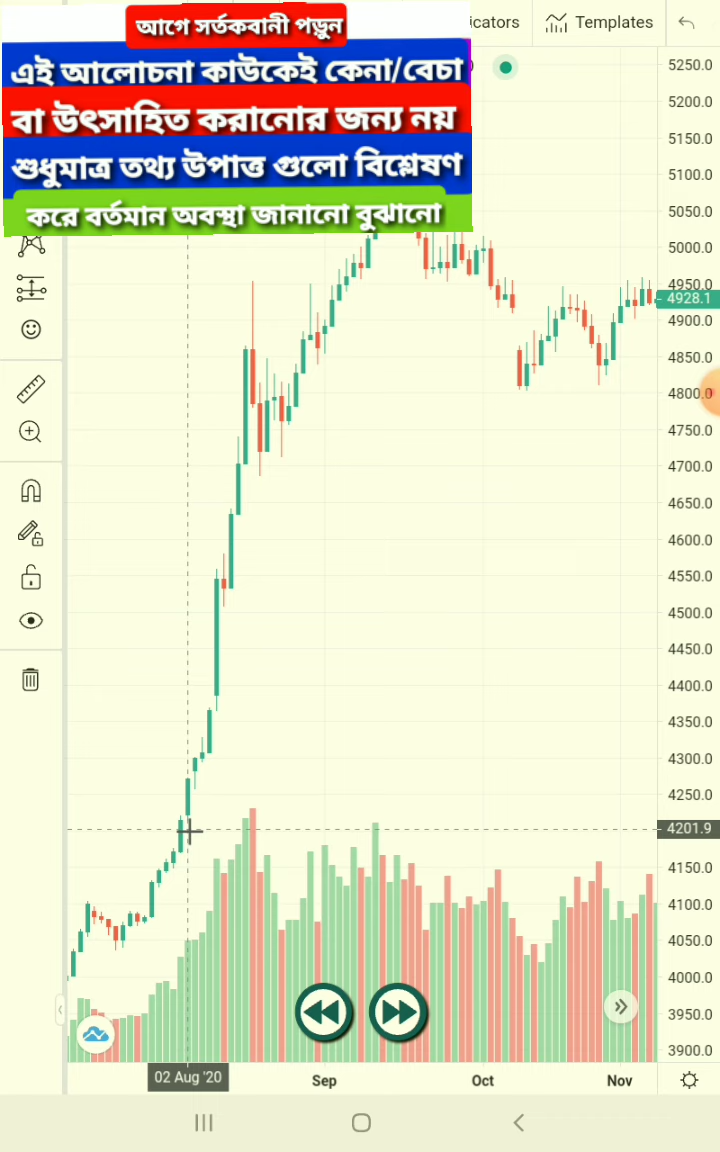 আগে সর্তকবানী পড়ুন
icators
Templates
এই আলোচনা কাউকেই কেনা/বেচা
বা উৎসাহিত করানোর জন্য নয়
শুধুমাত্র তথ্য উপাত্ত গুলো বিশ্লেষণ
করে বর্তমান অবস্থা জানানো বুঝানো
5250.0
5200.0
5150.0
5100.0
5050.0
5000.0
4950.0
4928.1
4900.0
4850.0
4800.0
4750.0
4700.0
4650.0
4600.0
4550.0
4500.0
4450.0
4400.0
4350.0
4300.0
4250.0
4201.9
4150.0
4100.0
4050.0
4000.0
3950.0
3900.0
02 Aug '20
Sep
Oct
Nov